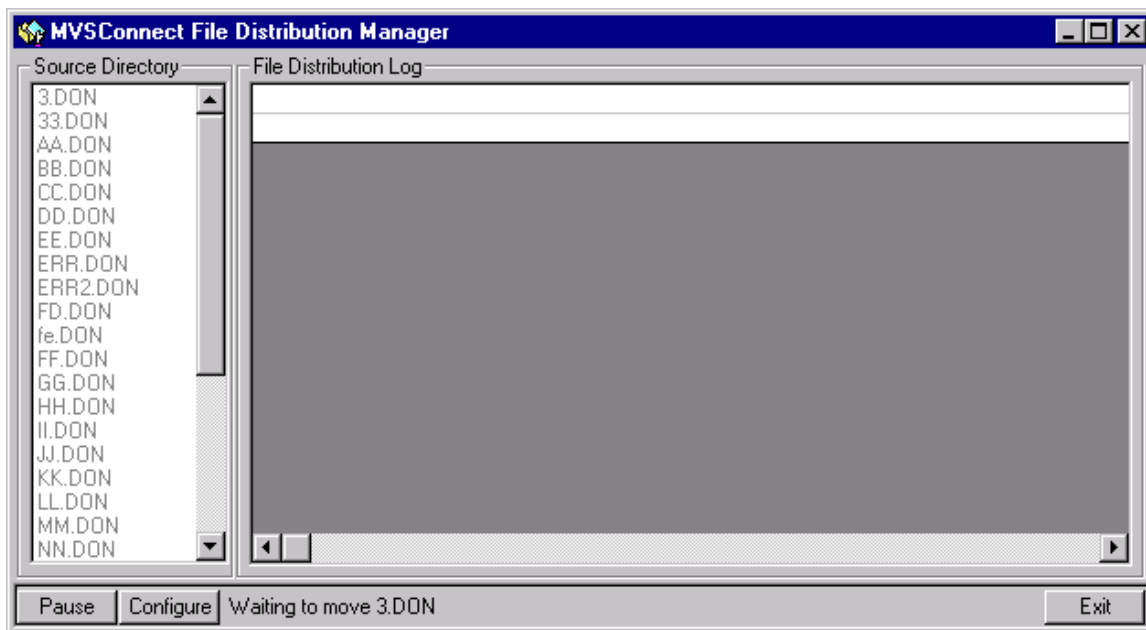 MVSConnect File Distribution Manager
Source Directory
File Distribution Log
3.DON
33.DON
AA.DON
BB.DON
CC.DON
DD.DON
EE.DON
ERR.DON
ERR2.DON
FD.DON
fe.DON
FF.DON
GG.DON
HH.DON
II.DON
JJ.DON
KK.DON
LL.DON
MM.DON
NN.DON
Pause
Configure
Waiting to move 3.DON
Exit